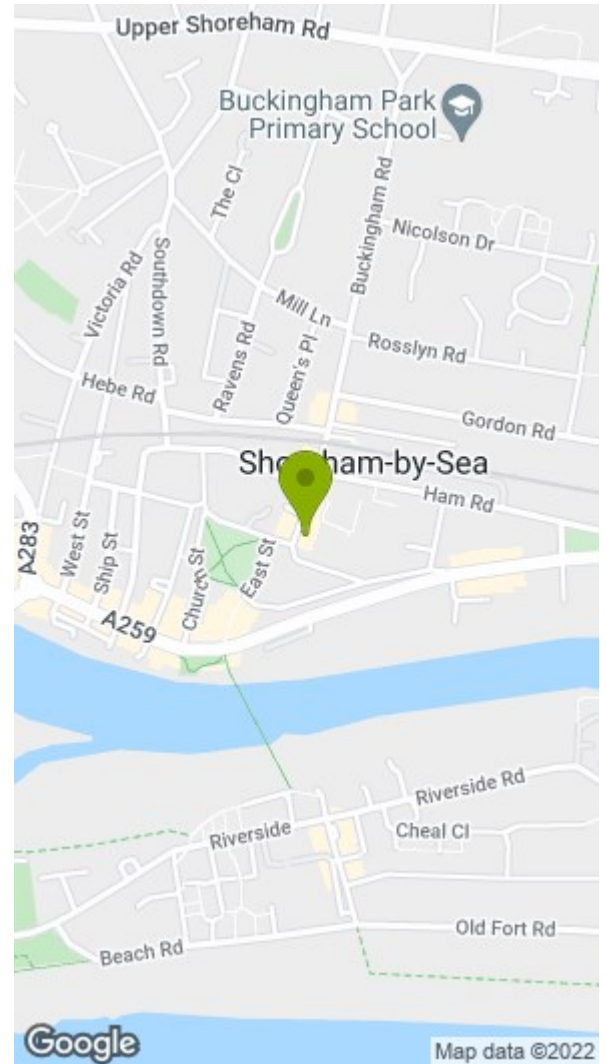 Upper Shoreham Rd
Buckingham Park
Primary School
The Cl
Buckingham Rd
Nicolson Dr
Victoria Rd
Southdown Rd
Mill Ln
Ravens Rd
Queen's Pl
Rosslyn Rd
Hebe Rd
Gordon Rd
Shoreham-by-Sea
Ham Rd
A283
West St
Ship St
Church St
East St
A259
Riverside Rd
Riverside
Cheal Cl
Old Fort Rd
Beach Rd
Google
Map data ©2022